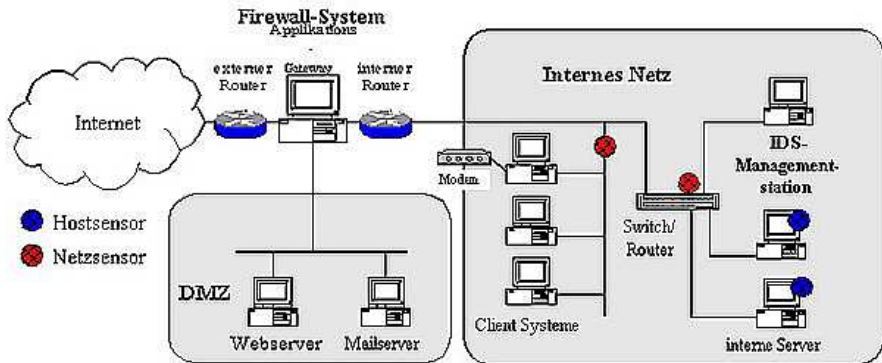 Firewall-System
Applikations
-
Gateway
externer
Router
interner
Router
Internet
Internes Netz
Modem
IDS-
Management-
station
Switch/
Router
Hostsensor
Netzsensor
DMZ
Webserver
Mailserver
Client Systeme
interne Server